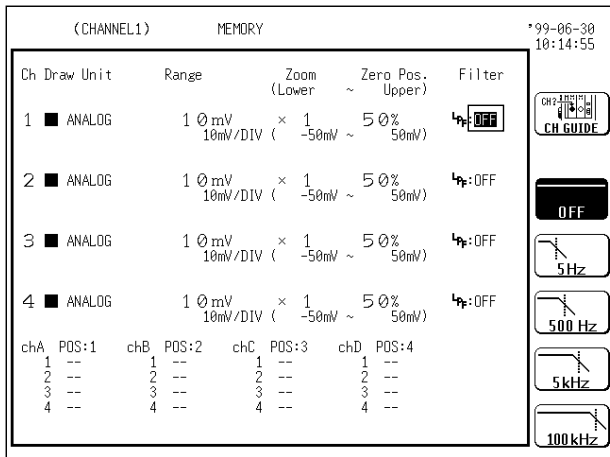 (CHANNEL1) MEMORY '99-06-30
10:14:55
Ch Draw Unit Range Zoom Zero Pos. Filter
(Lower ~ Upper)
1 ■ ANALOG 10mV × 1 50% LPF:OFF
10mV/DIV ( -50mV ~ 50mV)
2 ■ ANALOG 10mV × 1 50% LPF:OFF
10mV/DIV ( -50mV ~ 50mV)
3 ■ ANALOG 10mV × 1 50% LPF:OFF
10mV/DIV ( -50mV ~ 50mV)
4 ■ ANALOG 10mV × 1 50% LPF:OFF
10mV/DIV ( -50mV ~ 50mV)
chA POS:1 chB POS:2 chC POS:3 chD POS:4
1 -- 1 -- 1 -- 1 --
2 -- 2 -- 2 -- 2 --
3 -- 3 -- 3 -- 3 --
4 -- 4 -- 4 -- 4 --
CH2
CH GUIDE
OFF
5Hz
500 Hz
5kHz
100kHz